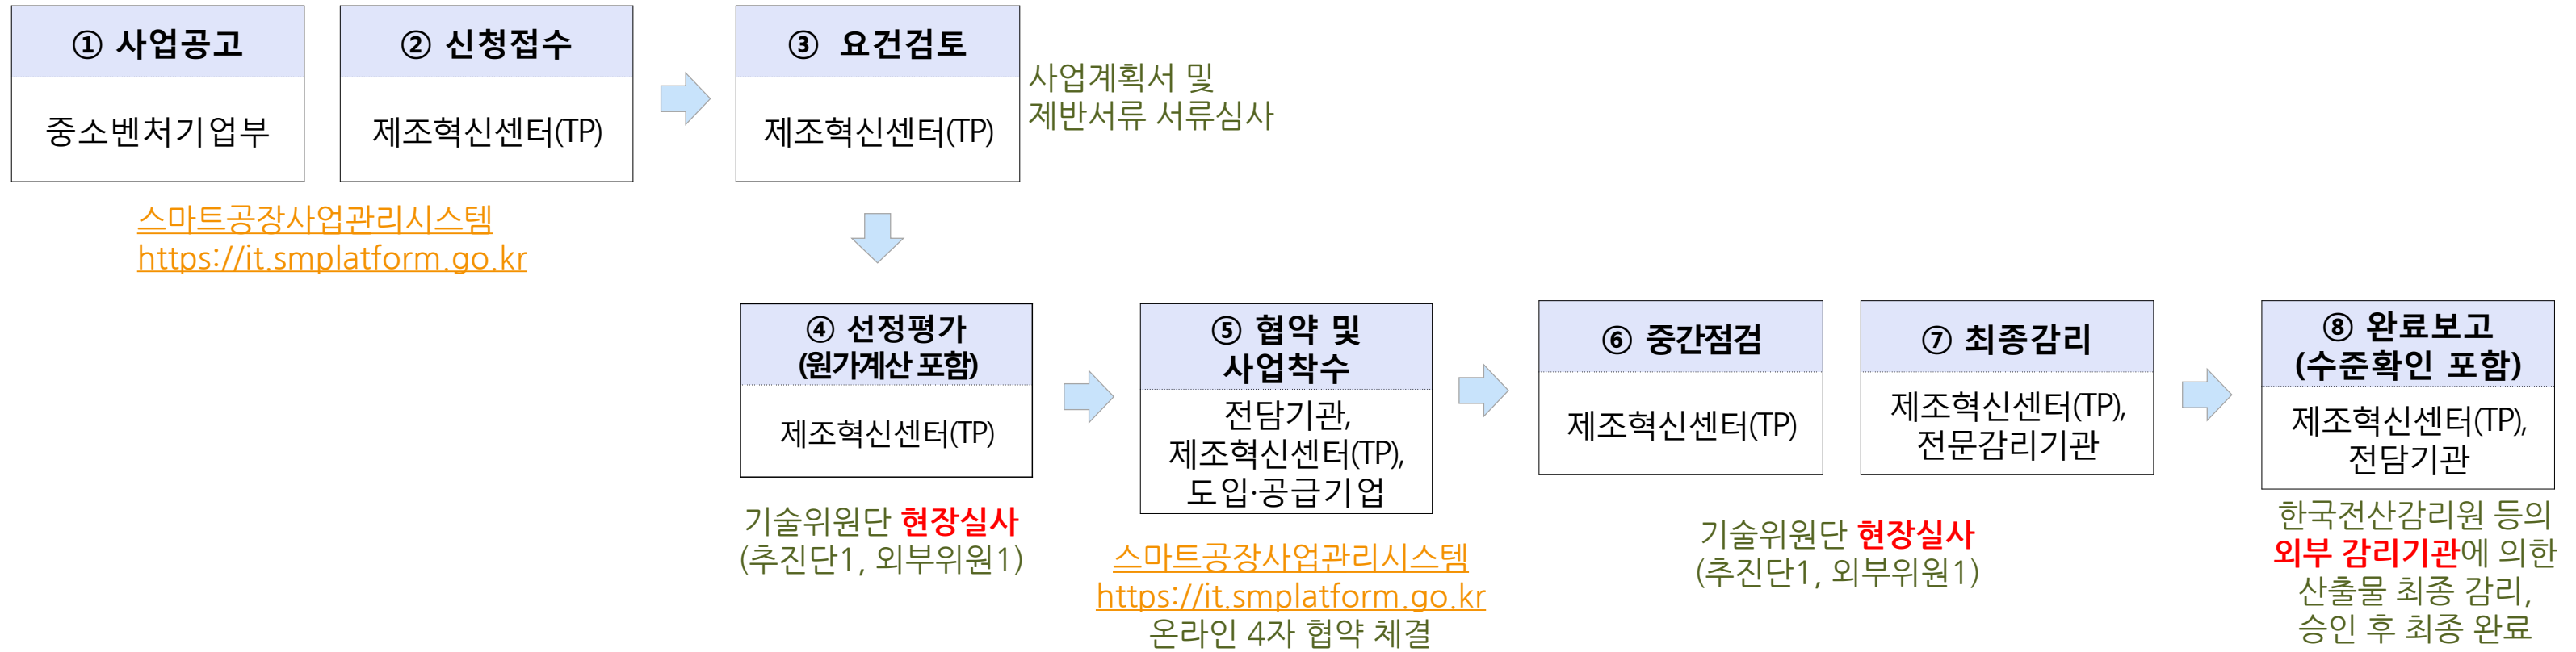 ① 사업공고
중소벤처기업부
② 신청접수
제조혁신센터(TP)
스마트공장사업관리시스템
https://it.smplatform.go.kr
③ 요건검토
제조혁신센터(TP)
사업계획서 및
제반서류 서류심사
④ 선정평가
(원가계산 포함)
제조혁신센터(TP)
기술위원단 현장실사
(추진단1, 외부위원1)
⑤ 협약 및
사업착수
전담기관,
제조혁신센터(TP),
도입·공급기업
스마트공장사업관리시스템
https://it.smplatform.go.kr
온라인 4자 협약 체결
⑥ 중간점검
제조혁신센터(TP)
⑦ 최종감리
제조혁신센터(TP),
전문감리기관
기술위원단 현장실사
(추진단1, 외부위원1)
⑧ 완료보고
(수준확인 포함)
제조혁신센터(TP),
전담기관
한국전산감리원 등의
외부 감리기관에 의한
산출물 최종 감리,
승인 후 최종 완료